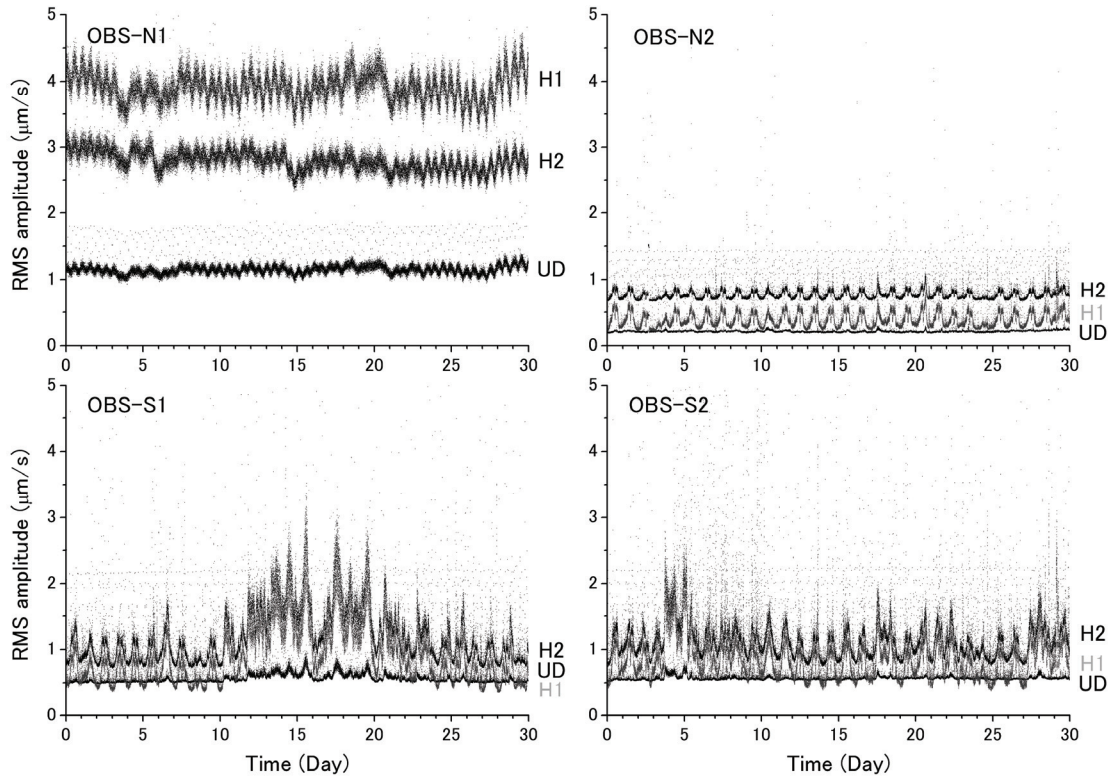 OBS-N1
RMS amplitude (μm/s)
5
4
3
2
1
0
H1
H2
UD
0 5 10 15 20 25 30
OBS-N2
5
4
3
2
1
0
H2
H1
UD
0 5 10 15 20 25 30
OBS-S1
RMS amplitude (μm/s)
5
4
3
2
1
0
H2
UD
H1
0 5 10 15 20 25 30
Time (Day)
OBS-S2
5
4
3
2
1
0
H2
H1
UD
0 5 10 15 20 25 30
Time (Day)